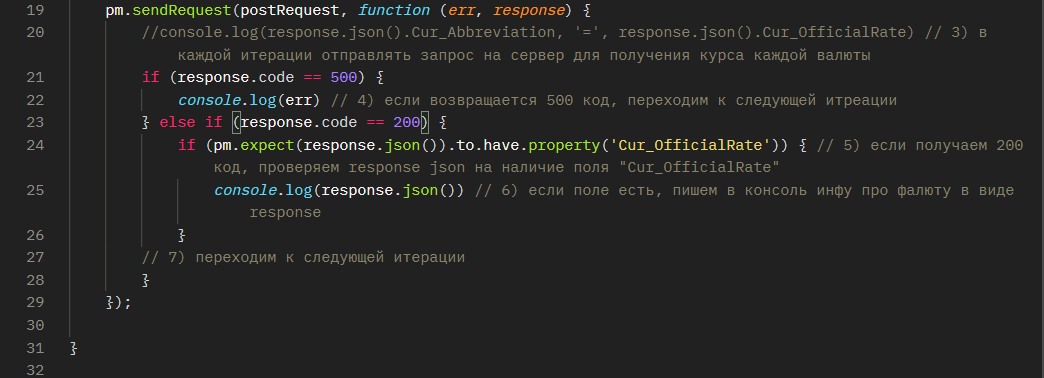 19 pm.sendRequest(postRequest, function (err, response) {
20 //console.log(response.json().Cur_Abbreviation, '=', response.json().Cur_OfficialRate) // 3) в
каждой итерации отправлять запрос на сервер для получения курса каждой валюты
21 if (response.code == 500) {
22 console.log(err) // 4) если возвращается 500 код, переходим к следующей итреации
23 } else if (response.code == 200) {
24 if (pm.expect(response.json()).to.have.property('Cur_OfficialRate')) { // 5) если получаем 200
код, проверяем response json на наличие поля "Cur_OfficialRate"
25 console.log(response.json()) // 6) если поле есть, пишем в консоль инфу про фалюту в виде
response
26 }
27 // 7) переходим к следующей итерации
28 }
29 });
30
31 }
32